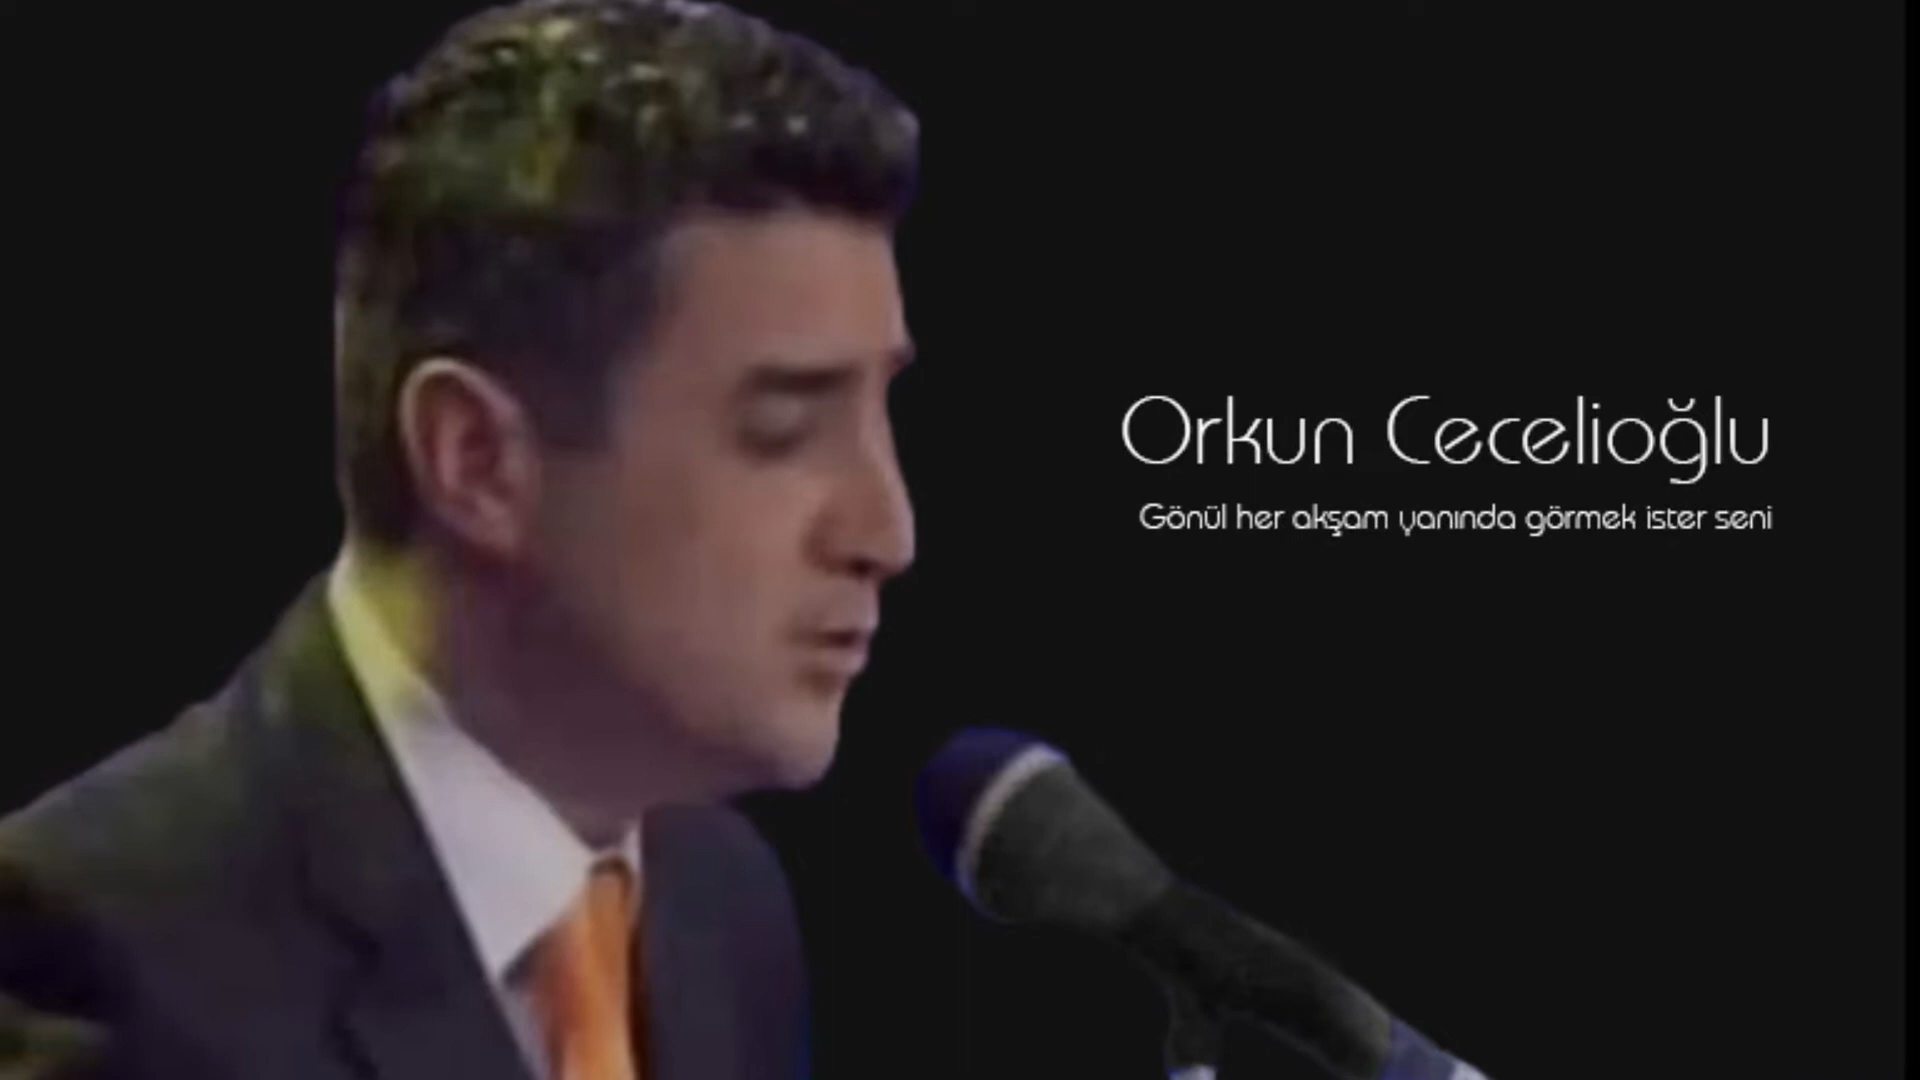 Orkun Cecelioğlu
Gönül her akşam yanında görmek ister seni